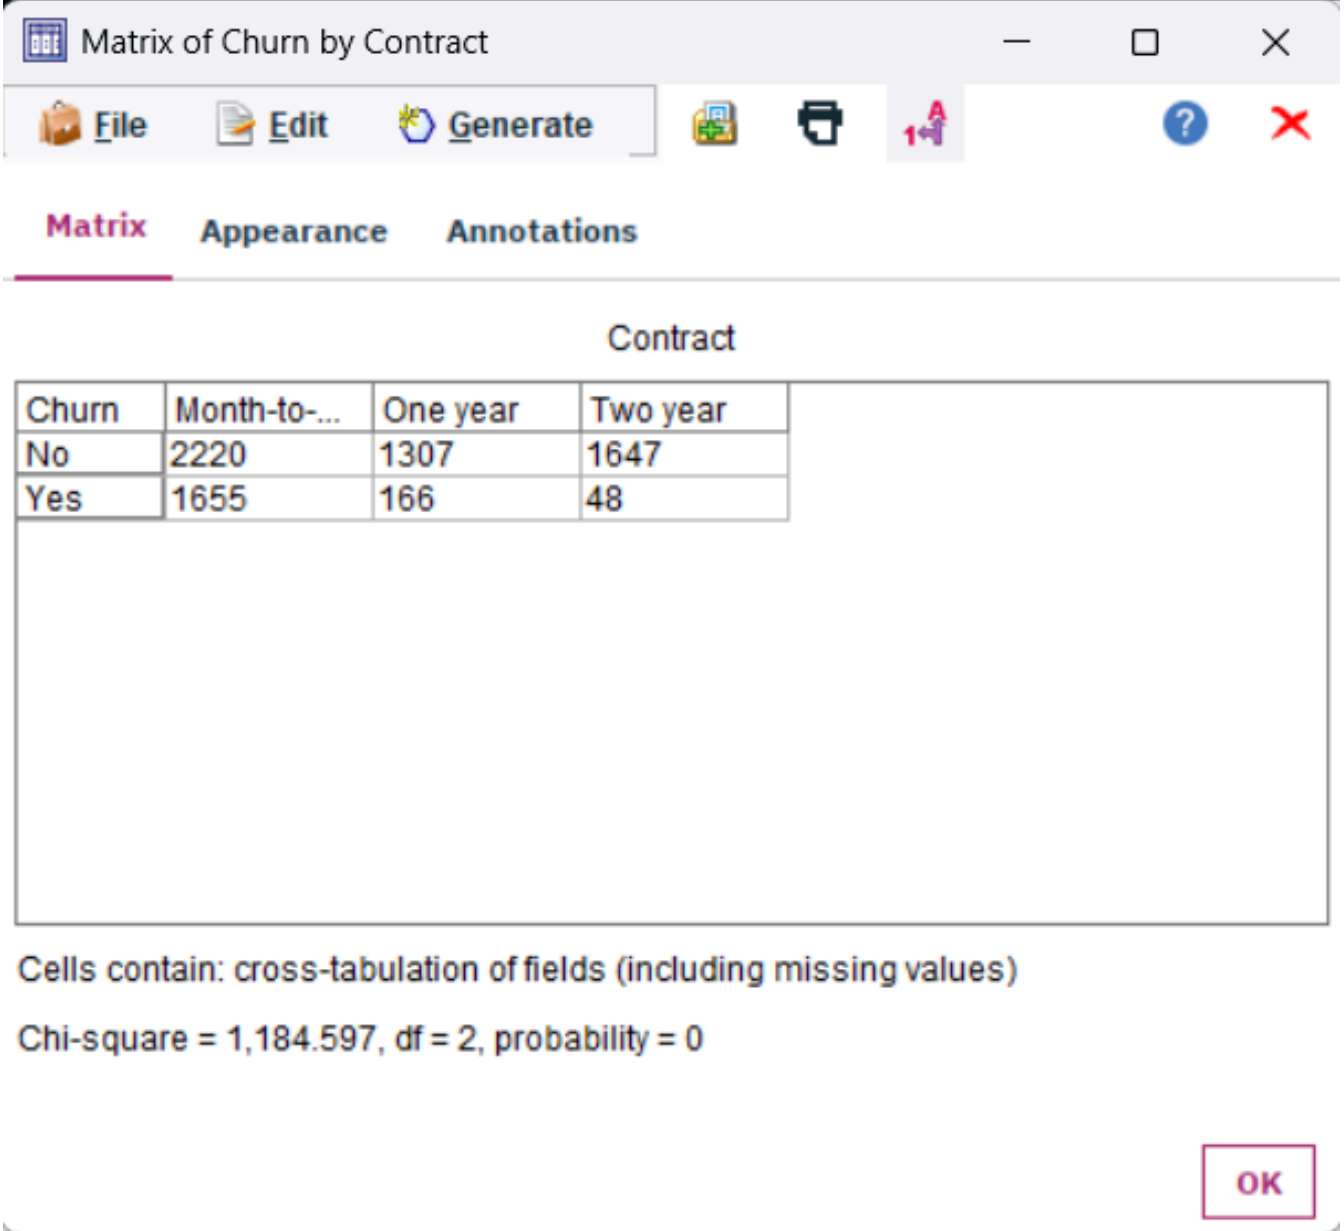 Matrix of Churn by Contract
File Edit Generate
1 A ?
Matrix Appearance Annotations
Contract
Churn Month-to-... One year Two year
No 2220 1307 1647
Yes 1655 166 48
Cells contain: cross-tabulation of fields (including missing values)
Chi-square = 1,184.597, df = 2, probability = 0
OK